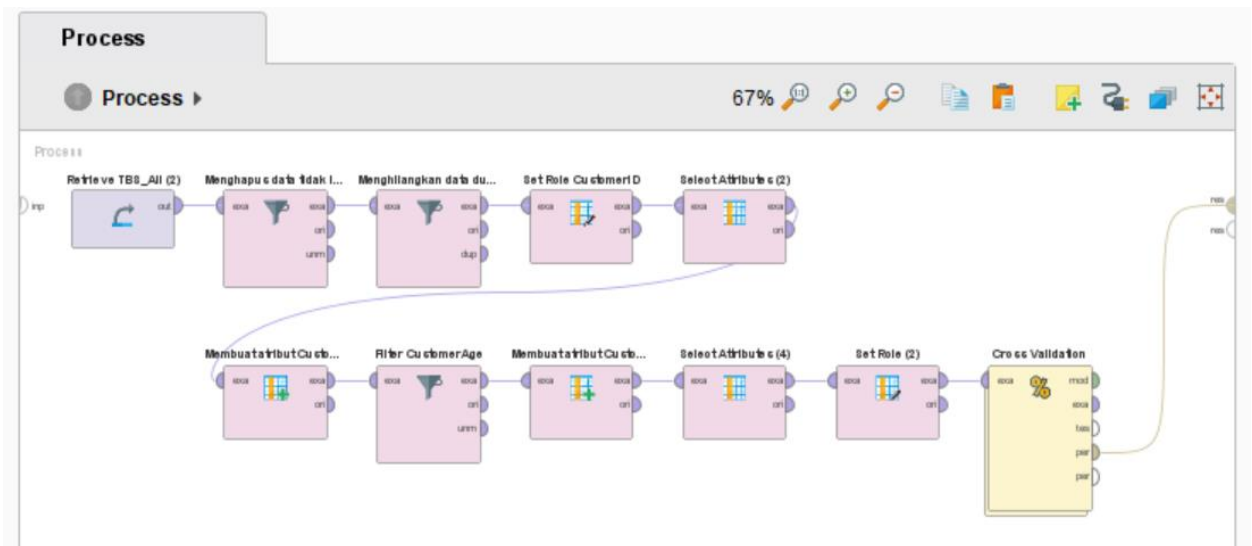 Process
Process
67%
Process
Retrieve TBS_All (2)
Menghapus data tidak l...
Menghilangkan data du...
Set Role CustomerID
Select Attributes (2)
inp
out
exa exa
ori
unm
exa exa
ori
dup
exa exa
ori
exa exa
ori
res
res
Membuat atribut Custo...
Filter CustomerAge
Membuat atribut Custo...
Select Attributes (4)
Set Role (2)
Cross Validation
exa exa
ori
exa exa
ori
unm
exa exa
ori
exa exa
ori
exa exa
ori
exa
%
mod
exa
tes
per
per